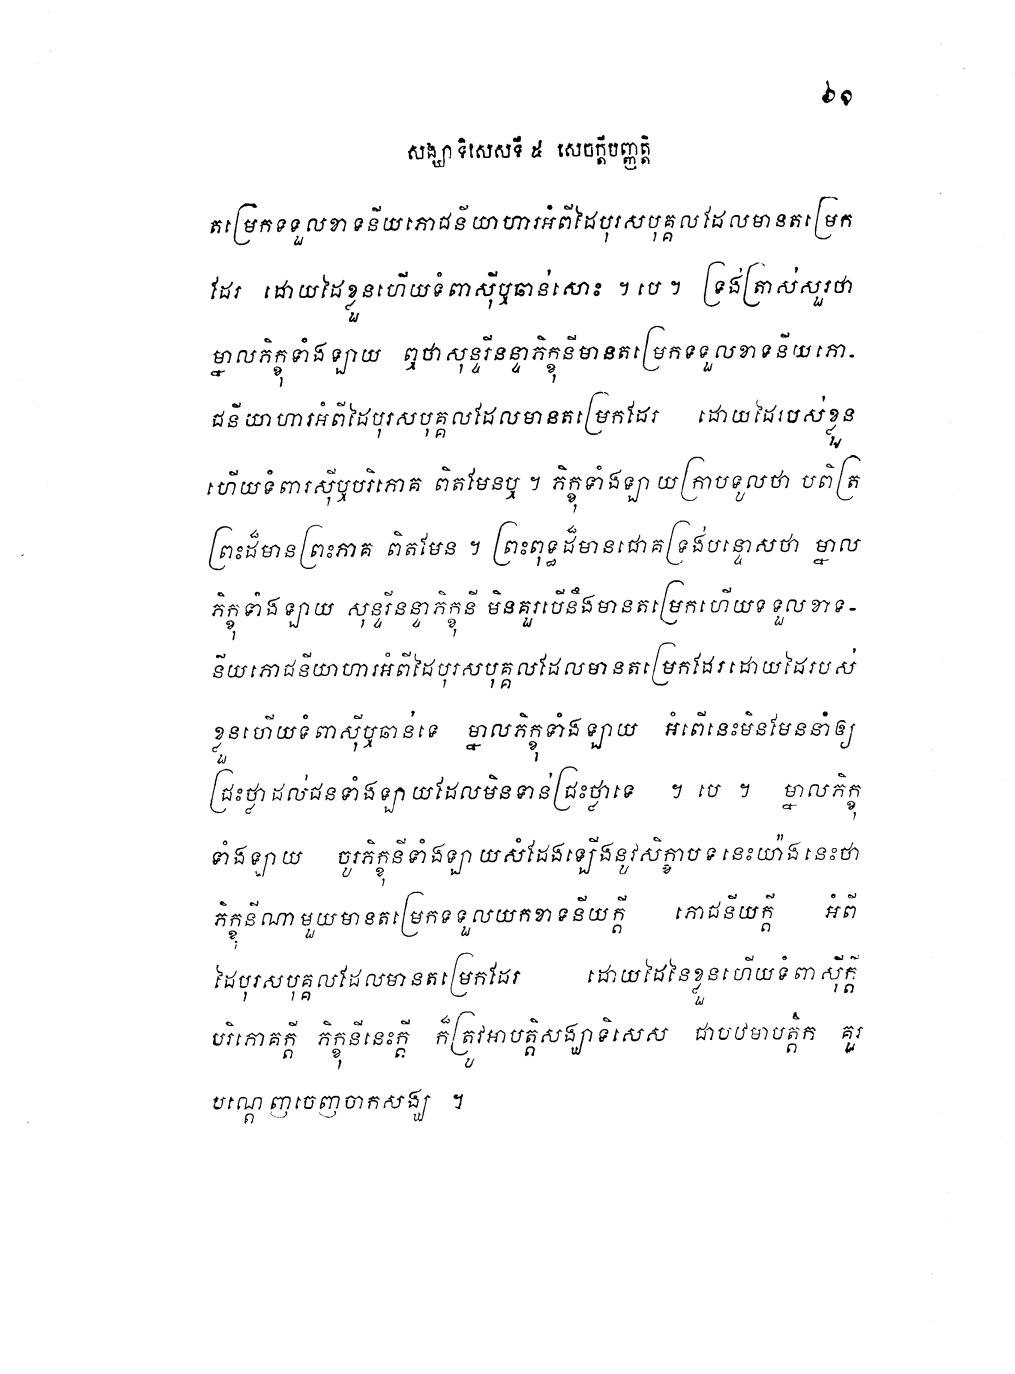 ៦១
សង្ឃាទិសេសទី ៥ សេចក្តីបញ្ញត្តិ
តម្រេកទទួលខាទនីយភោជនីយាហារអំពីដៃបុរសបុគ្គលដែលមានតម្រេក
ដែរ ដោយដៃខ្លួនហើយទំពាស៊ីឬឆាន់សោះ ។ បេ ។ ទ្រង់ត្រាស់សួរថា
ម្នាលភិក្ខុទាំងឡាយ ឮថាសុន្ទរីនន្ទាភិក្ខុនីមានតម្រេកទទួលខាទនីយភោ-
ជនីយាហារអំពីដៃបុរសបុគ្គលដែលមានតម្រេកដែរ ដោយដៃរបស់ខ្លួន
ហើយទំពារស៊ីឬបរិភោគ ពិតមែនឬ ។ ភិក្ខុទាំងឡាយក្រាបទូលថា បពិត្រ
ព្រះដ៏មានព្រះភាគ ពិតមែន ។ ព្រះពុទ្ធដ៏មានជោគទ្រង់បន្ទោសថា ម្នាល
ភិក្ខុទាំងឡាយ សុន្ទរីនន្ទាភិក្ខុនី មិនគួរបើនឹងមានតម្រេកហើយទទួលខាទ-
នីយភោជនីយាហារអំពីដៃបុរសបុគ្គលដែលមានតម្រេកដែរដោយដៃរបស់
ខ្លួនហើយទំពាស៊ីឬឆាន់ទេ ម្នាលភិក្ខុទាំងឡាយ អំពើនេះមិនមែននាំឲ្យ
ជ្រះថ្លាដល់ជនទាំងឡាយដែលមិនទាន់ជ្រះថ្លាទេ ។ បេ ។ ម្នាលភិក្ខុ
ទាំងឡាយ ចូរភិក្ខុនីទាំងឡាយសំដែងឡើងនូវសិក្ខាបទនេះយ៉ាងនេះថា
ភិក្ខុនីណាមួយមានតម្រេកទទួលយកខាទនីយក្តី ភោជនីយក្តី អំពី
ដៃបុរសបុគ្គលដែលមានតម្រេកដែរ ដោយដៃនៃខ្លួនហើយទំពាស៊ីក្តី
បរិភោគក្តី ភិក្ខុនីនេះក្តី ក៏ត្រូវអាបត្តិសង្ឃាទិសេស ជាបឋមាបត្តិក គួរ
បណ្តេញចេញចាកសង្ឃ ។